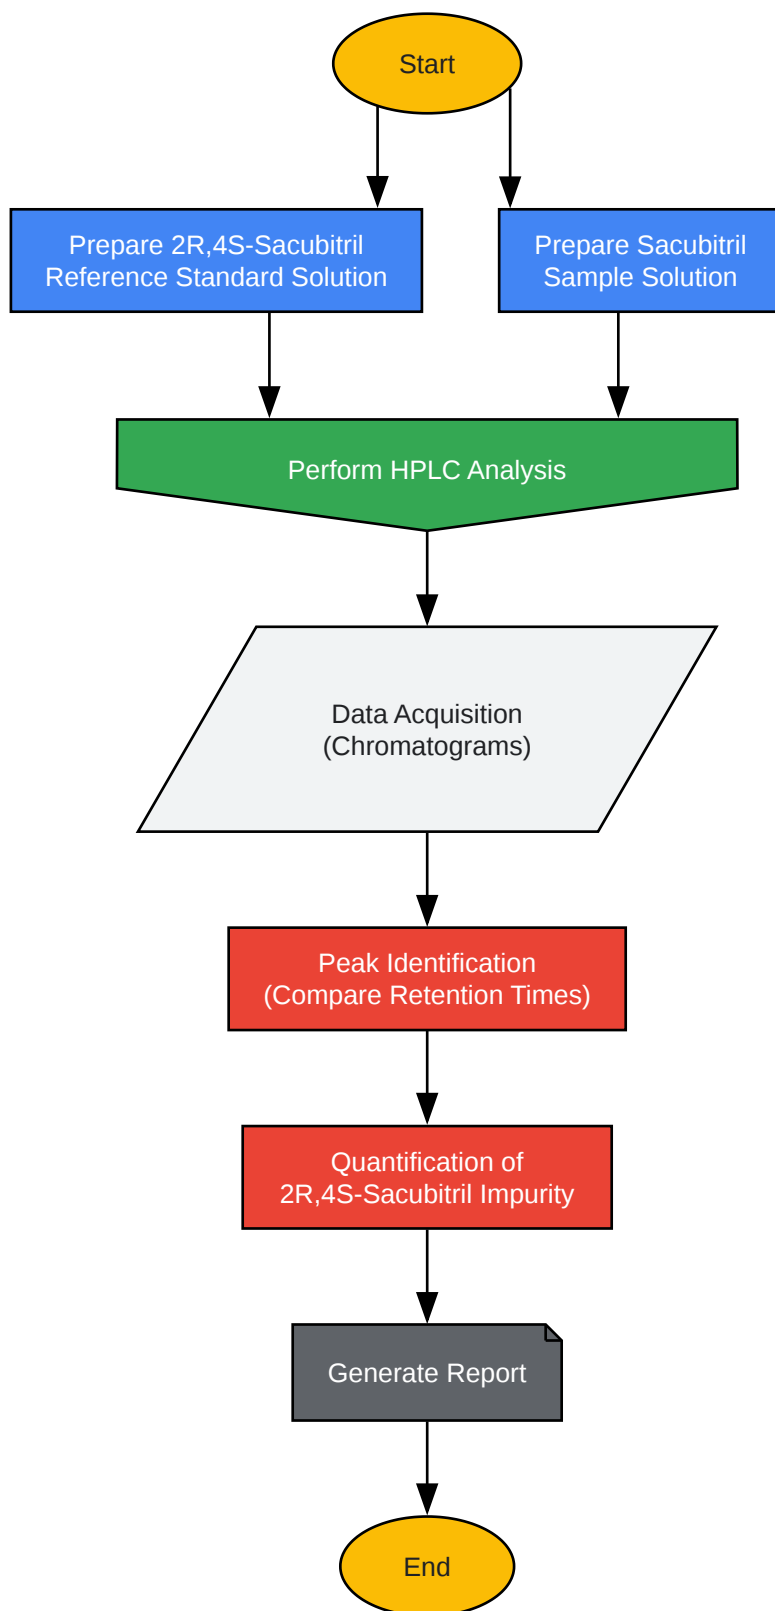 Start
Prepare 2R,4S-Sacubitril
Reference Standard Solution
Prepare Sacubitril
Sample Solution
Perform HPLC Analysis
Data Acquisition
(Chromatograms)
Peak Identification
(Compare Retention Times)
Quantification of
2R,4S-Sacubitril Impurity
Generate Report
End